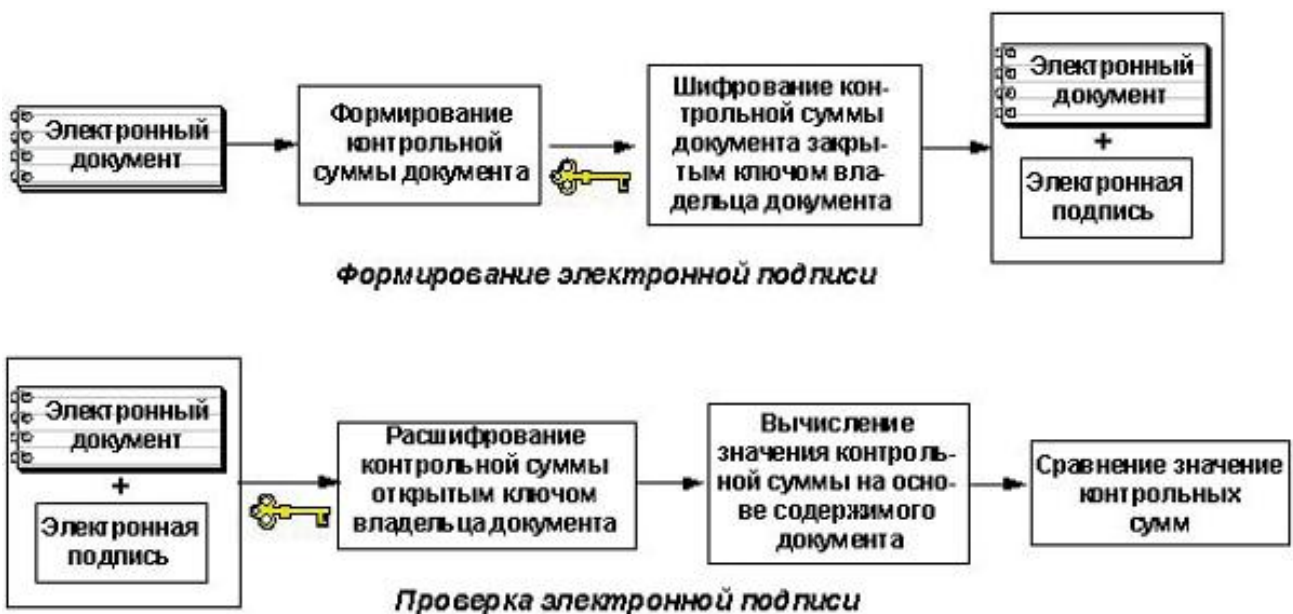 Электронный
документ
Формирование
контрольной
суммы документа
Шифрование кон-
трольной суммы
документа закры-
тым ключом вла-
дельца документа
Электронный
документ
+
Электронная
подпись
Формирование электронной подписи
Электронный
документ
+
Электронная
подпись
Расшифрование
контрольной суммы
открытым ключом
владельца документа
Вычисление
значения контроль-
ной суммы на осно-
ве содержимого
документа
Сравнение значение
контрольных
сумм
Проверка электронной подписи